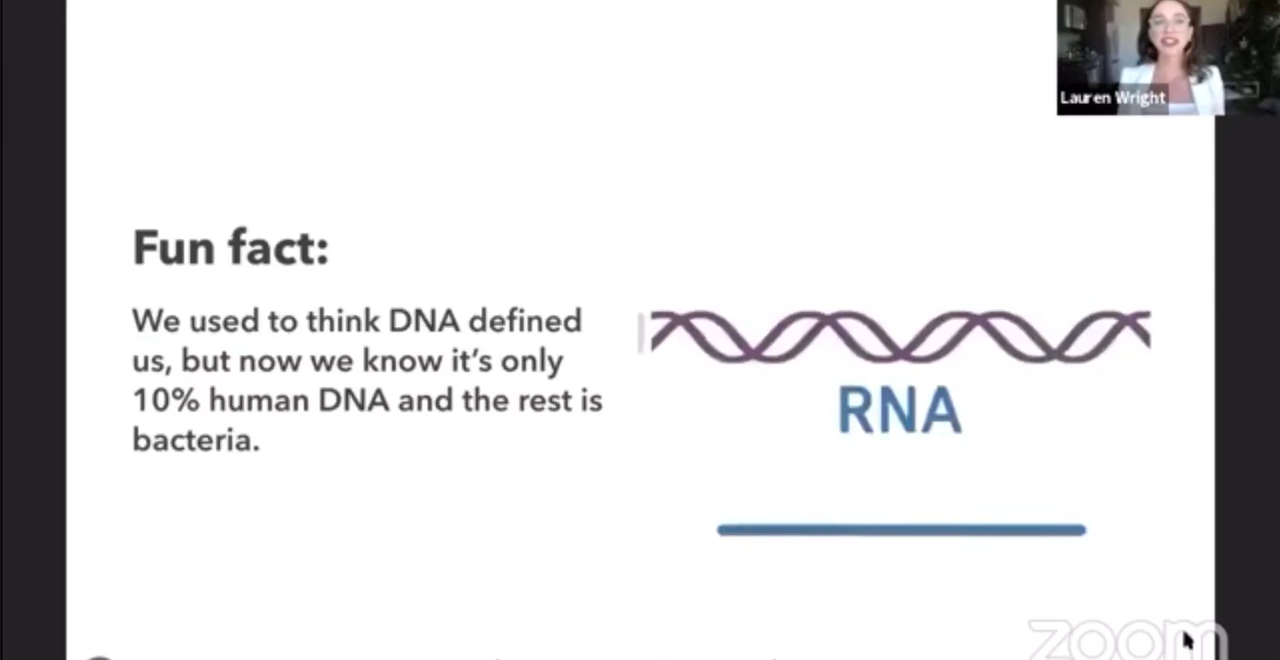 Lauren Wright
Fun fact:
We used to think DNA defined
us, but now we know it's only
10% human DNA and the rest is
bacteria.
RNA
zoom